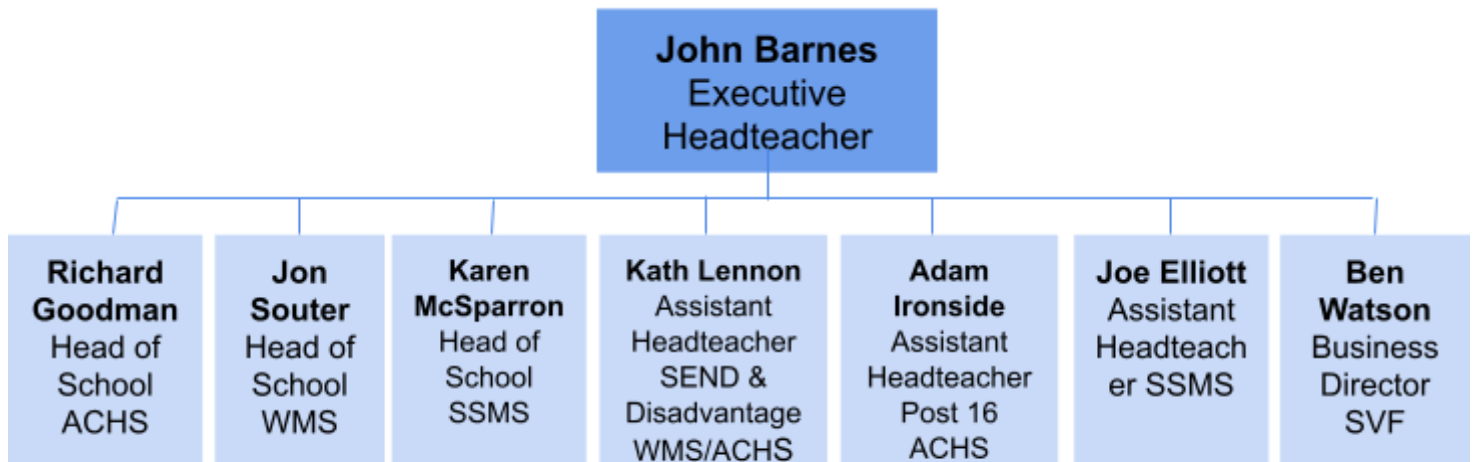 John Barnes
Executive
Headteacher
Richard
Goodman
Head of
School
ACHS
Jon
Souter
Head of
School
WMS
Karen
McSparron
Head of
School
SSMS
Kath Lennon
Assistant
Headteacher
SEND &
Disadvantage
WMS/ACHS
Adam
Ironside
Assistant
Headteacher
Post 16
ACHS
Joe Elliott
Assistant
Headteach
er SSMS
Ben
Watson
Business
Director
SVF